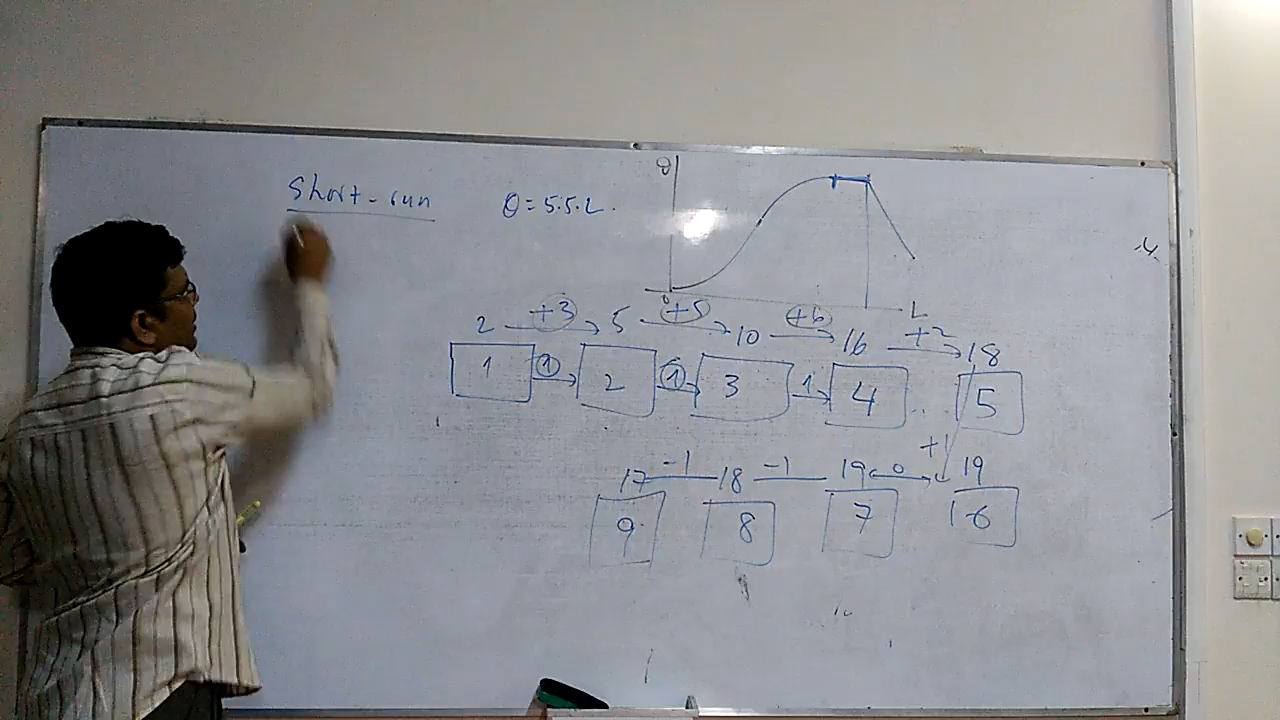 Short-run
Q = 5.5.L.
Q
0
L
2 +3 5 +5 10 +6 16 +2 18
1 1 2 1 3 1 4 5
+1
17 -1 18 -1 19 0 19
9 8 7 6